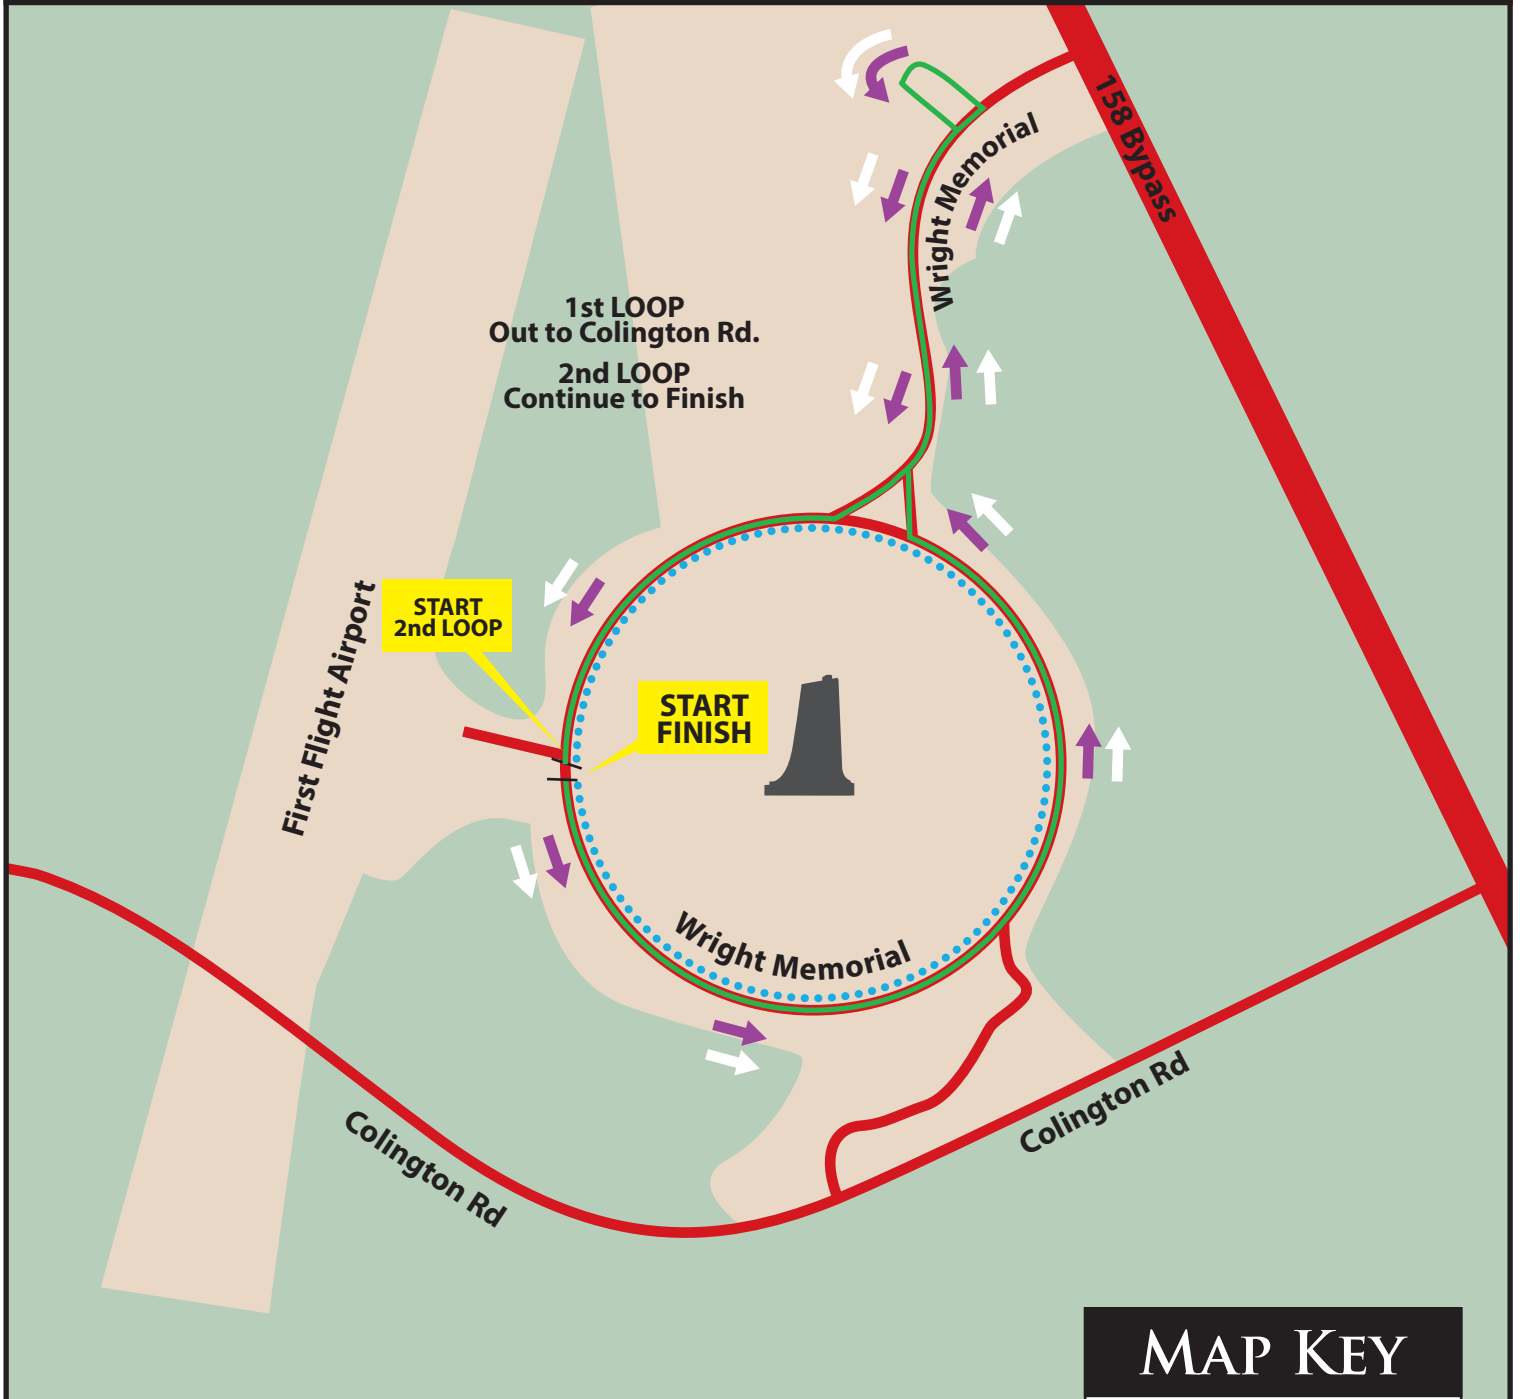 158 Bypass
Wright Memorial
1st LOOP
Out to Colington Rd.
2nd LOOP
Continue to Finish
START
2nd LOOP
First Flight Airport
START
FINISH
Wright Memorial
Colington Rd
Colington Rd
MAP KEY